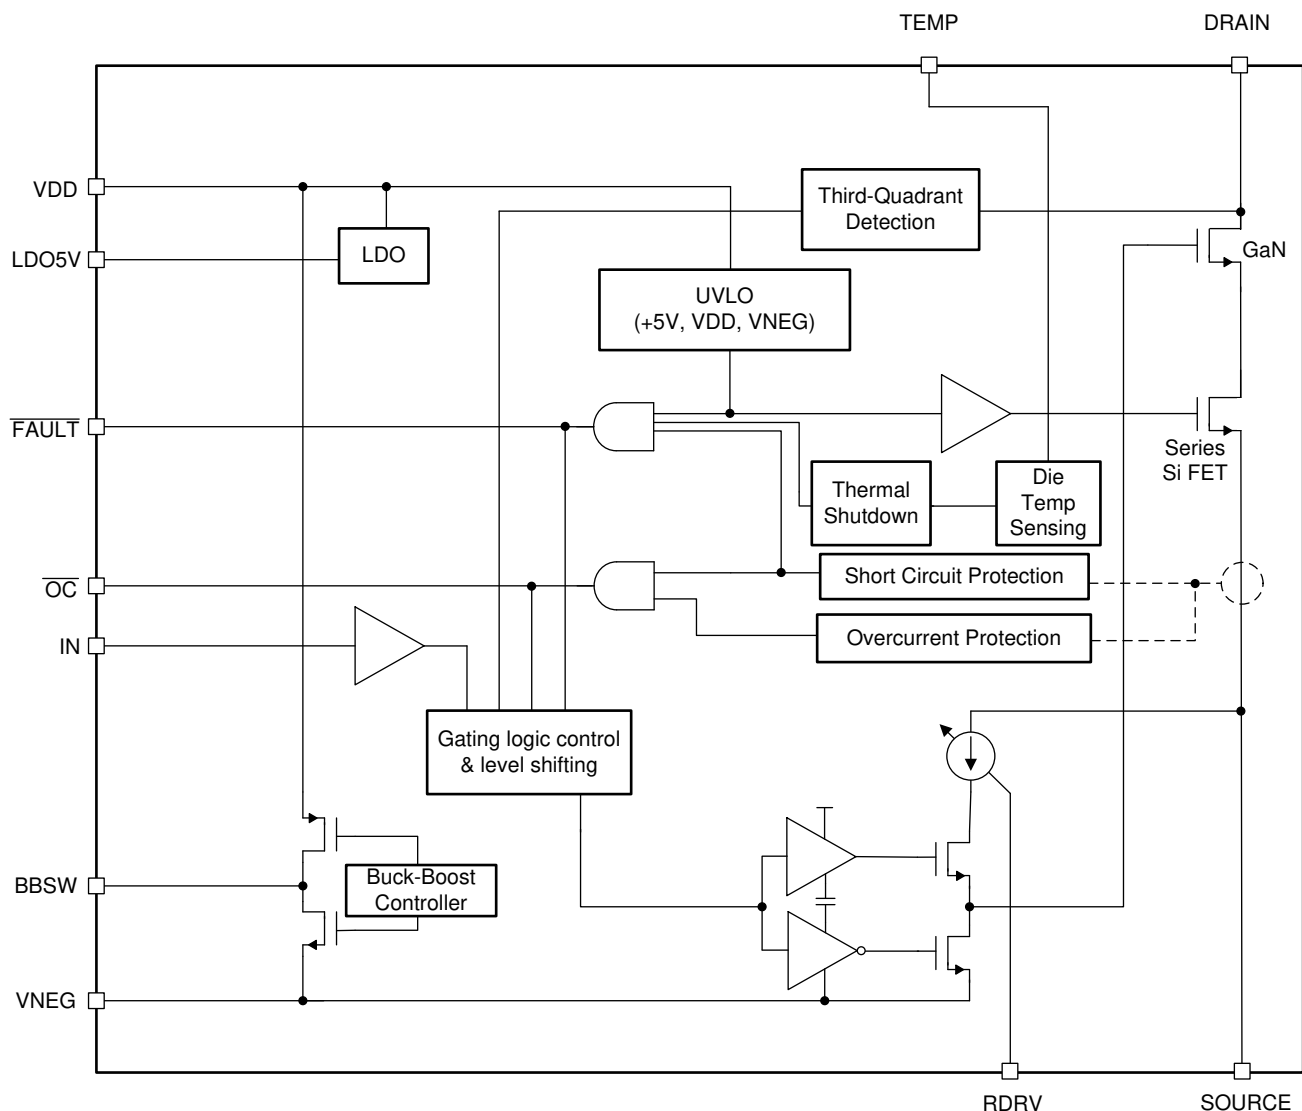 TEMP
DRAIN
VDD
Third-Quadrant
Detection
LDO5V
LDO
GaN
UVLO
(+5V, VDD, VNEG)
FAULT
Series
Si FET
Thermal
Shutdown
Die
Temp
Sensing
OC
Short Circuit Protection
IN
Overcurrent Protection
Gating logic control
& level shifting
BBSW
Buck-Boost
Controller
VNEG
RDRV
SOURCE